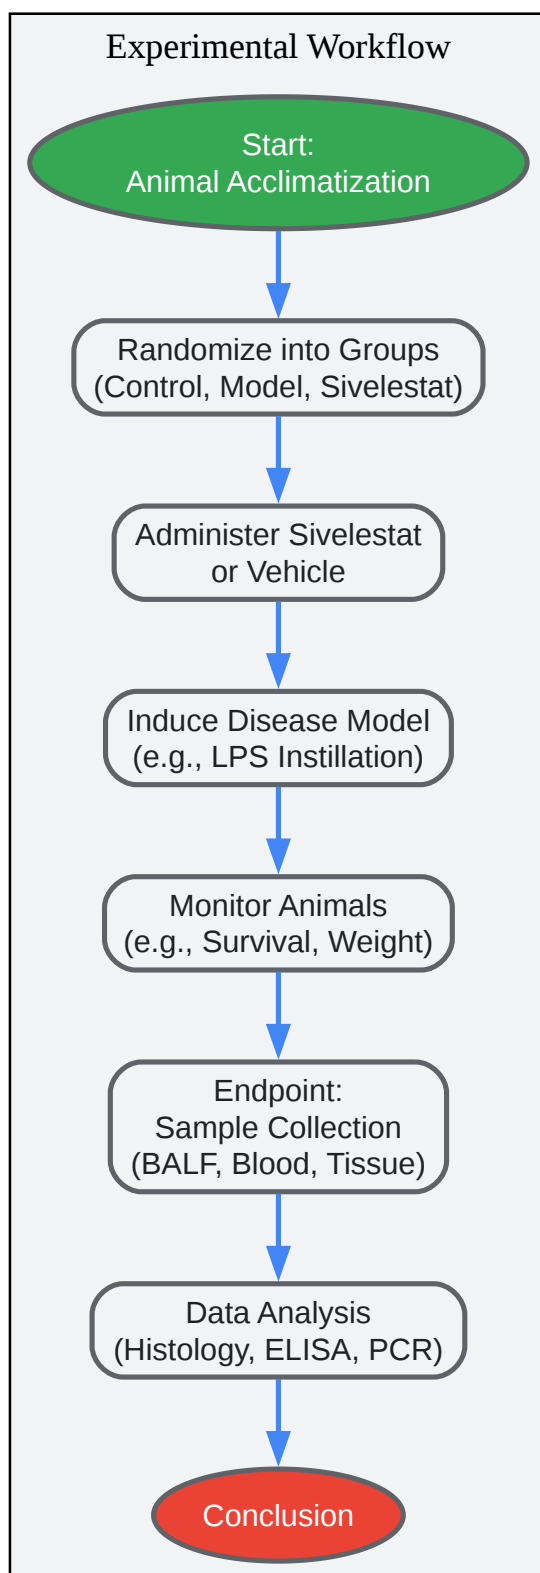 Experimental Workflow
Start:
Animal Acclimatization
Randomize into Groups
(Control, Model, Sivelestat)
Administer Sivelestat
or Vehicle
Induce Disease Model
(e.g., LPS Instillation)
Monitor Animals
(e.g., Survival, Weight)
Endpoint:
Sample Collection
(BALF, Blood, Tissue)
Data Analysis
(Histology, ELISA, PCR)
Conclusion